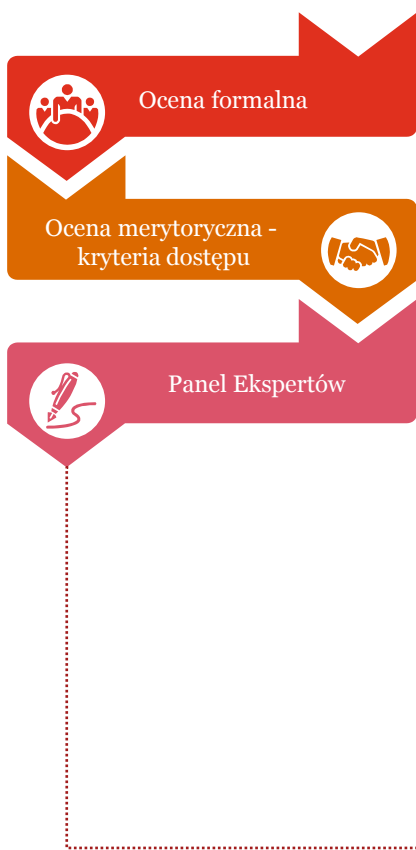 Ocena formalna
Ocena merytoryczna -
kryteria dostępu
Panel Ekspertów